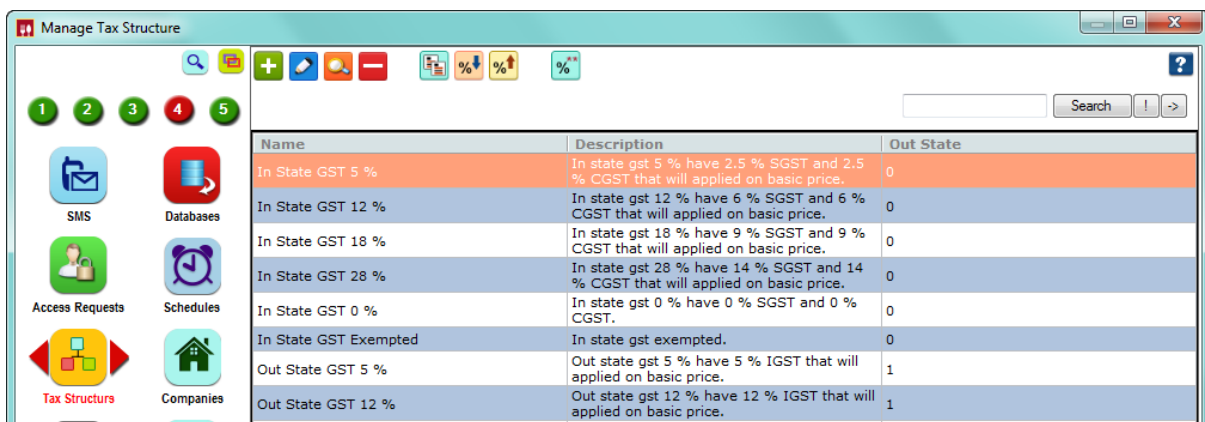 Manage Tax Structure
X
%
%
%**
?
1 2 3 4 5
Search ! ->
Name Description Out State
In State GST 5 % In state gst 5 % have 2.5 % SGST and 2.5 0
% CGST that will applied on basic price.
In State GST 12 % In state gst 12 % have 6 % SGST and 6 % 0
CGST that will applied on basic price.
In State GST 18 % In state gst 18 % have 9 % SGST and 9 % 0
CGST that will applied on basic price.
In State GST 28 % In state gst 28 % have 14 % SGST and 14 0
% CGST that will applied on basic price.
In State GST 0 % In state gst 0 % have 0 % SGST and 0 % 0
CGST.
In State GST Exempted In state gst exempted. 0
Out State GST 5 % Out state gst 5 % have 5 % IGST that will 1
applied on basic price.
Out State GST 12 % Out state gst 12 % have 12 % IGST that will 1
applied on basic price.
SMS Databases
Access Requests Schedules
Tax Structurs Companies